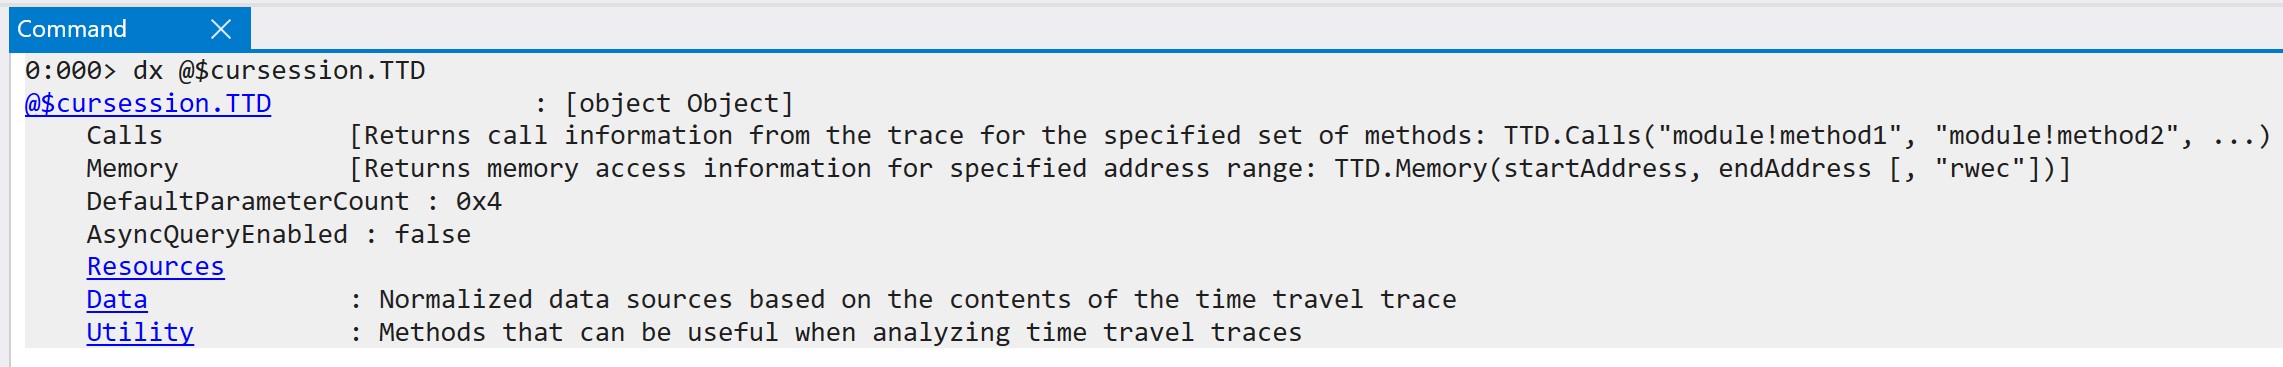 Command
0:000> dx @$cursession.TTD
@$cursession.TTD                 : [object Object]
    Calls            [Returns call information from the trace for the specified set of methods: TTD.Calls("module!method1", "module!method2", ...)
    Memory           [Returns memory access information for specified address range: TTD.Memory(startAddress, endAddress [, "rwec"])]
    DefaultParameterCount : 0x4
    AsyncQueryEnabled : false
    Resources
    Data             : Normalized data sources based on the contents of the time travel trace
    Utility          : Methods that can be useful when analyzing time travel traces